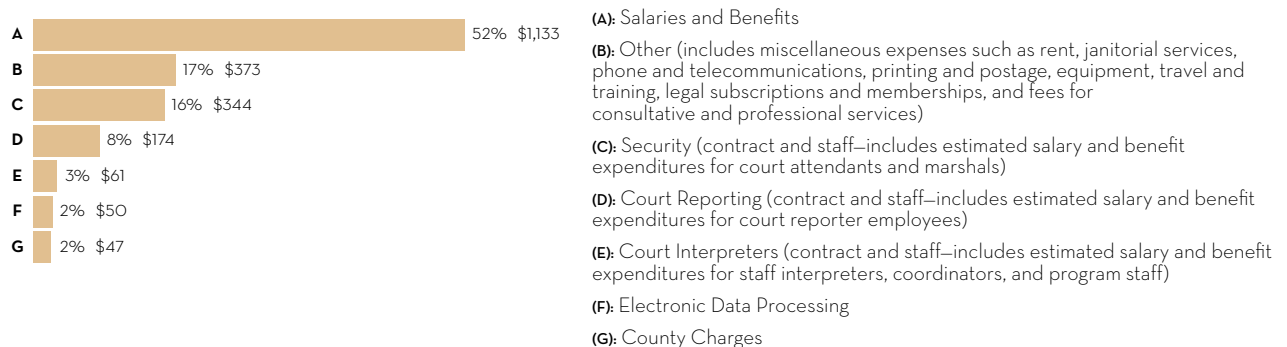 A 52% $1,133
B 17% $373
C 16% $344
D 8% $174
E 3% $61
F 2% $50
G 2% $47
(A): Salaries and Benefits
(B): Other (includes miscellaneous expenses such as rent, janitorial services,
phone and telecommunications, printing and postage, equipment, travel and
training, legal subscriptions and memberships, and fees for
consultative and professional services)
(C): Security (contract and staff—includes estimated salary and benefit
expenditures for court attendants and marshals)
(D): Court Reporting (contract and staff—includes estimated salary and benefit
expenditures for court reporter employees)
(E): Court Interpreters (contract and staff—includes estimated salary and benefit
expenditures for staff interpreters, coordinators, and program staff)
(F): Electronic Data Processing
(G): County Charges